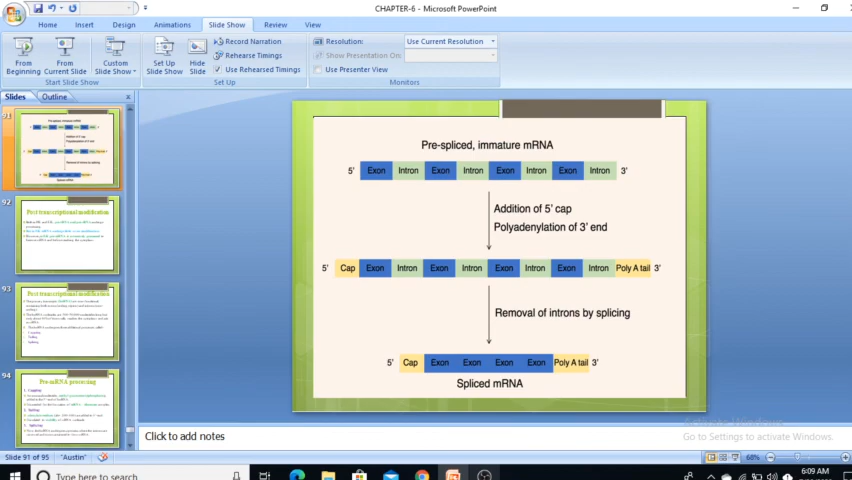 CHAPTER-6 - Microsoft PowerPoint
Home Insert Design Animations Slide Show Review View
From Beginning
From Current Slide
Custom Slide Show
Start Slide Show
Set Up Slide Show
Hide Slide
Record Narration
Rehearse Timings
Use Rehearsed Timings
Set Up
Resolution: Use Current Resolution
Show Presentation On:
Use Presenter View
Monitors
Slides Outline
91
92
Post transcriptional modification
93
Post transcriptional modification
94
Pre-mRNA processing
Pre-spliced, immature mRNA
5' Exon Intron Exon Intron Exon Intron Exon Intron 3'
Addition of 5' cap
Polyadenylation of 3' end
5' Cap Exon Intron Exon Intron Exon Intron Exon Intron Poly A tail 3'
Removal of introns by splicing
5' Cap Exon Exon Exon Exon Poly A tail 3'
Spliced mRNA
Click to add notes
Go to Settings to activate Windows.
Slide 91 of 95 "Austin" 68%
Type here to search
6:09 AM